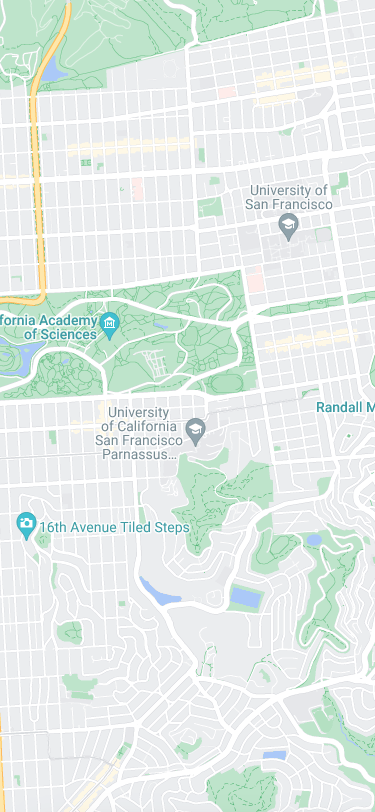 University of
San Francisco
fornia Academy
of Sciences
Randall M
University
of California
San Francisco
Parnassus...
16th Avenue Tiled Steps